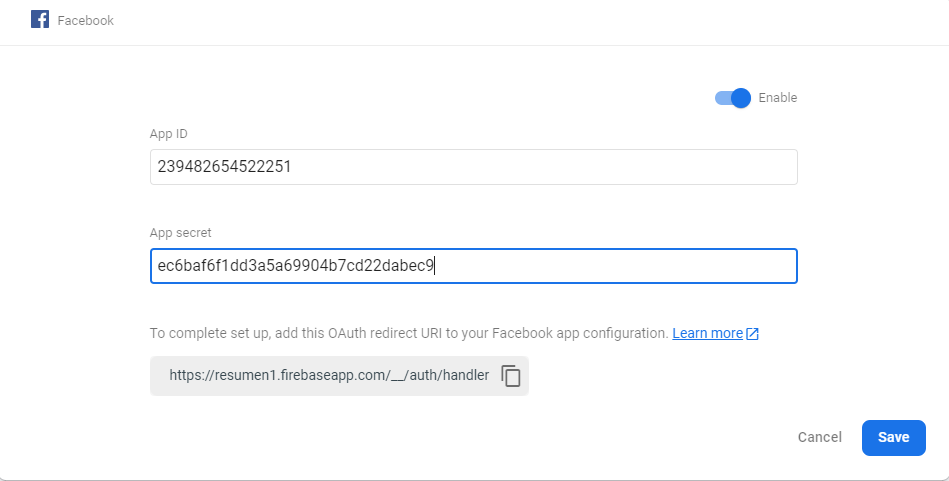 Facebook
Enable
App ID
239482654522251
App secret
ec6baf6f1dd3a5a69904b7cd22dabec9
To complete set up, add this OAuth redirect URI to your Facebook app configuration. Learn more
https://resumen1.firebaseapp.com/__/auth/handler
Cancel Save